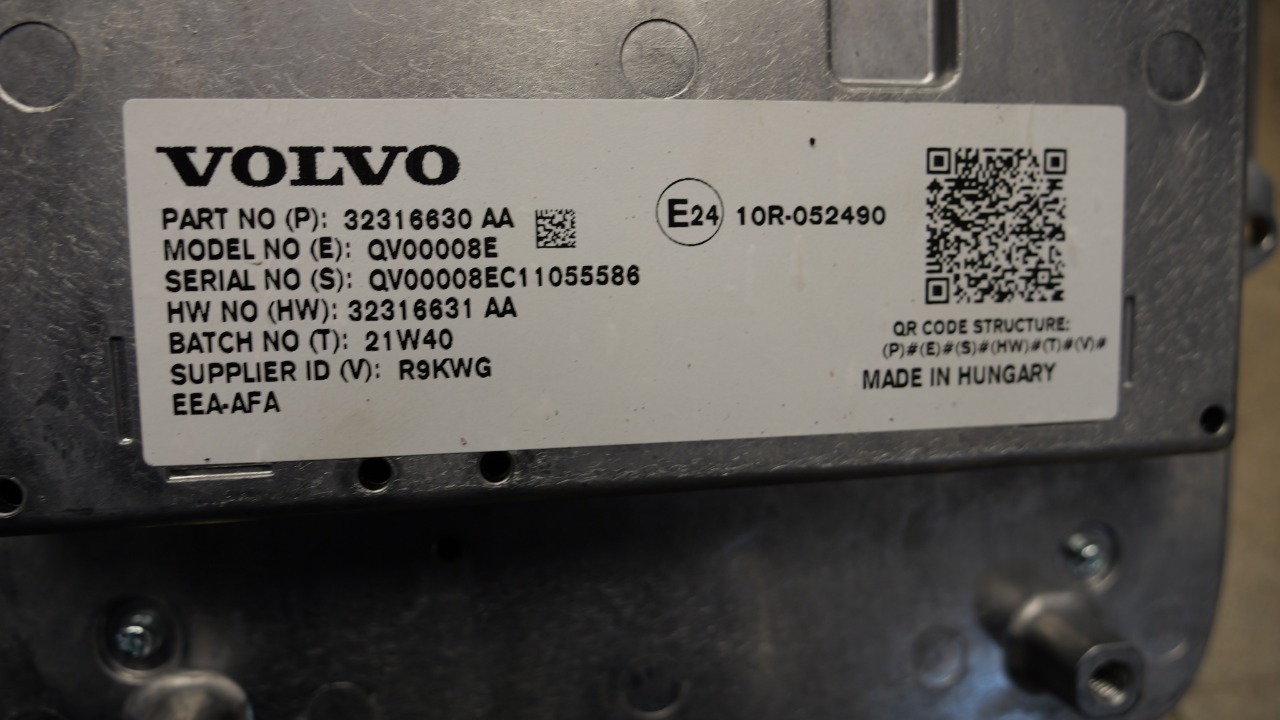 VOLVO
PART NO (P): 32316630 AA
MODEL NO (E): QV00008E
SERIAL NO (S): QV00008EC11055586
HW NO (HW): 32316631 AA
BATCH NO (T): 21W40
SUPPLIER ID (V): R9KWG
EEA-AFA
E24 10R-052490
QR CODE STRUCTURE:
(P)#(E)#(S)#(HW)#(T)#(V)#
MADE IN HUNGARY